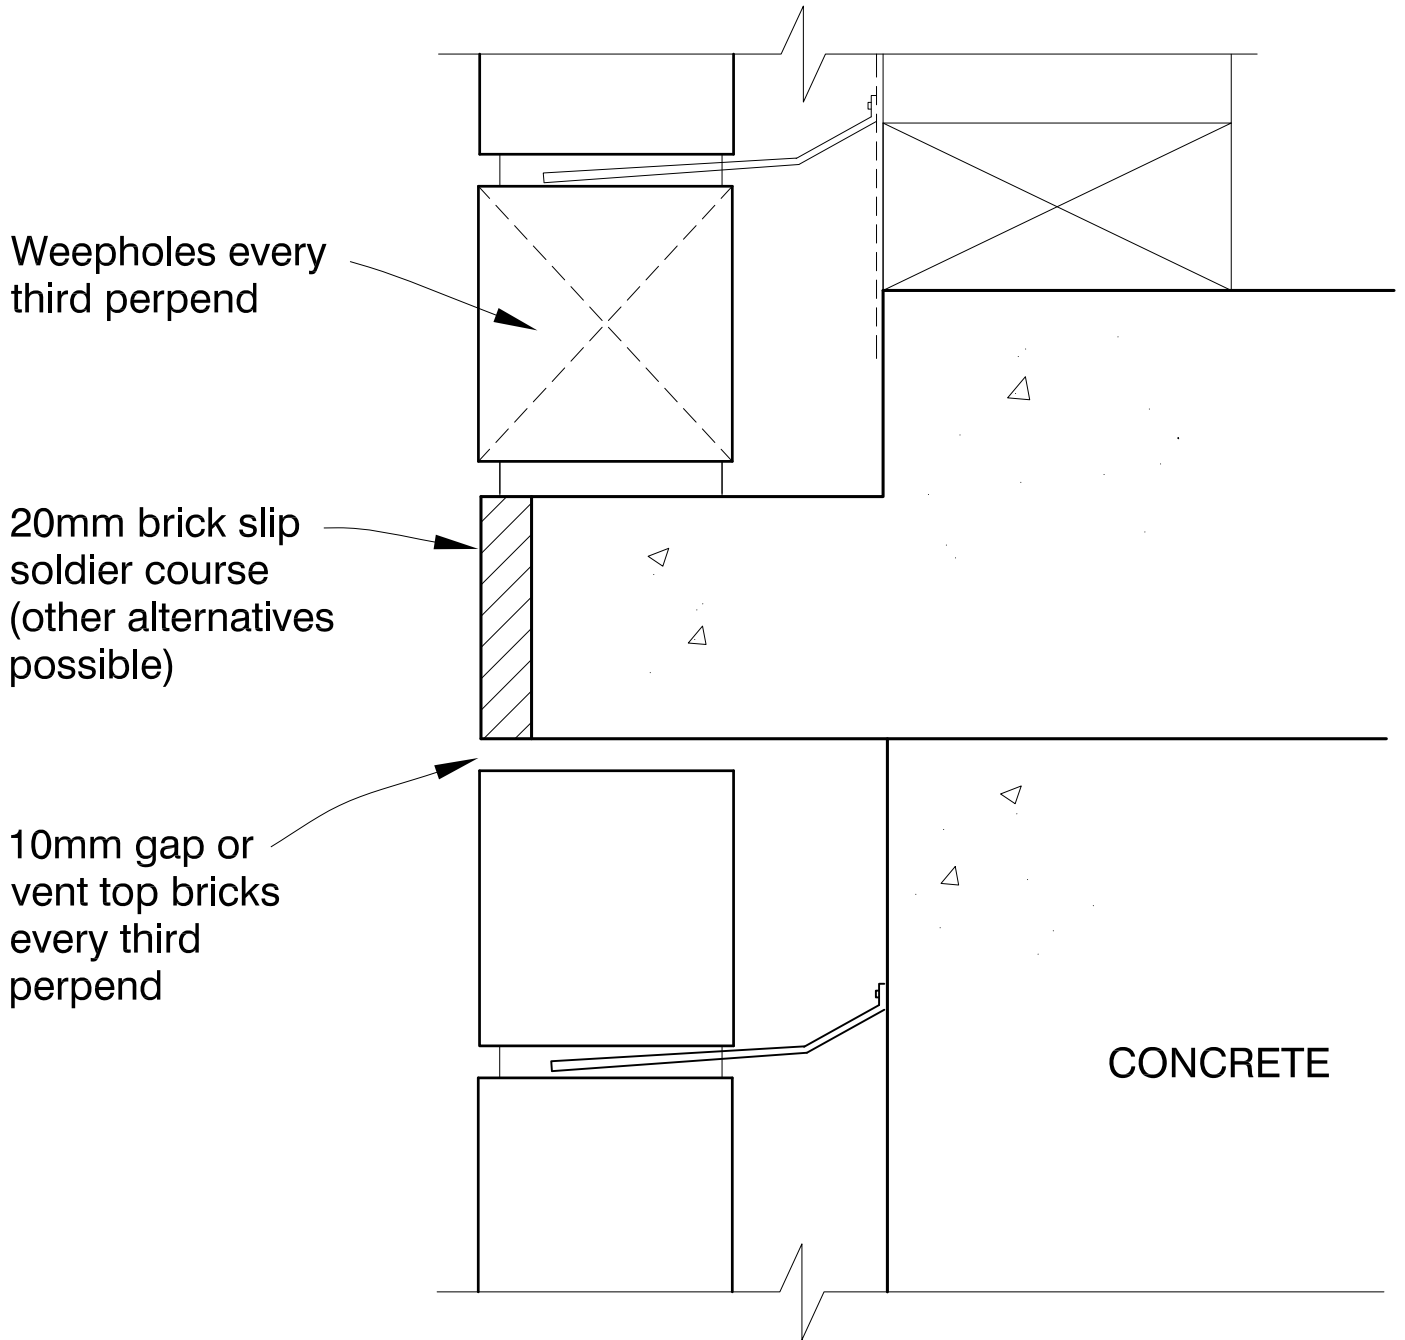 Weepholes every
third perpend
20mm brick slip
soldier course
(other alternatives
possible)
10mm gap or
vent top bricks
every third
perpend
CONCRETE